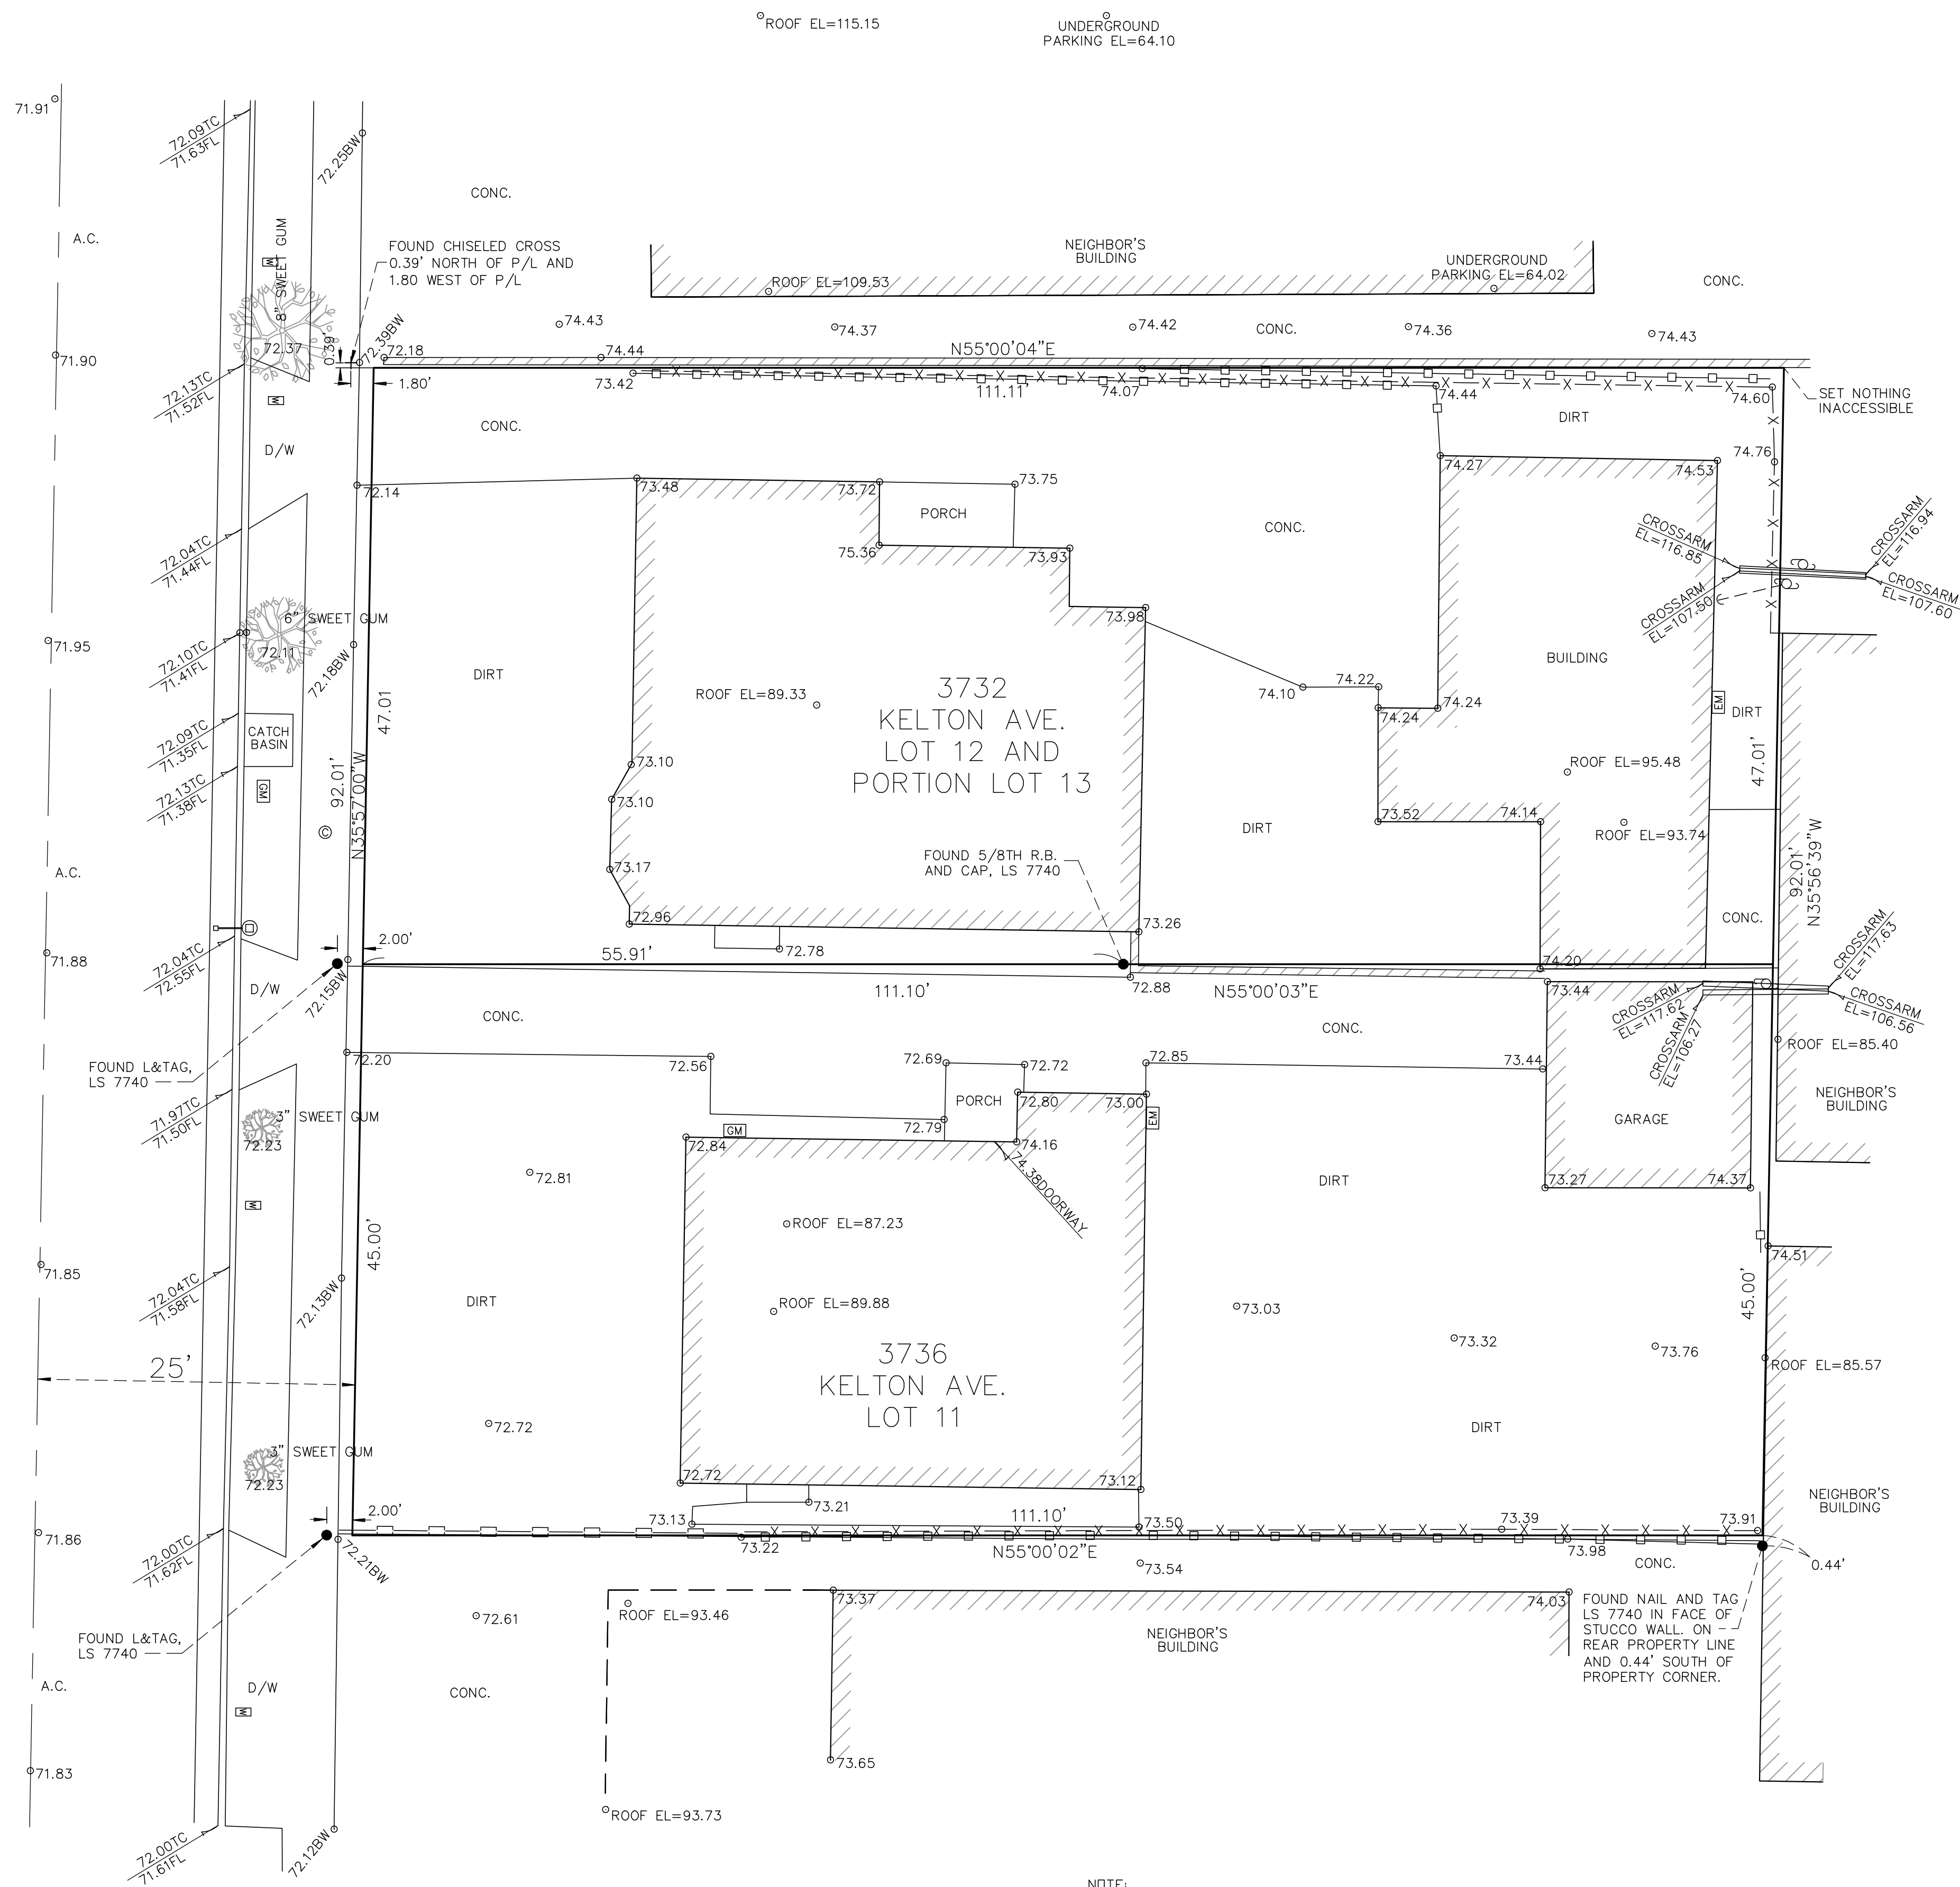 ROOF EL=115.15
UNDERGROUND
PARKING EL=64.10
71.91
72.09TC
71.63FL
72.25BW
CONC.
8" SWEET GUM
A.C.
FOUND CHISELED CROSS
0.39' NORTH OF P/L AND
1.80 WEST OF P/L
NEIGHBOR'S
BUILDING
UNDERGROUND
PARKING EL=64.02
ROOF EL=109.53
CONC.
W
72.37
0.39'
72.39BW
74.43
74.37
74.42
CONC.
74.36
74.43
71.90
72.18
74.44
N55°00'04"E
72.13TC
71.52FL
1.80'
73.42
111.11'
74.07
74.44
74.60
SET NOTHING
INACCESSIBLE
W
D/W
CONC.
DIRT
74.76
74.27
74.53
72.14
73.48
73.72
73.75
PORCH
CONC.
72.04TC
71.44FL
75.36
73.93
CROSSARM
EL=116.85
CROSSARM
EL=116.94
CROSSARM
EL=107.50
CROSSARM
EL=107.60
6" SWEET GUM
73.98
71.95
72.10TC
71.41FL
72.11
72.18BW
DIRT
BUILDING
ROOF EL=89.33
3732
KELTON AVE.
LOT 12 AND
PORTION LOT 13
74.10
74.22
74.24
74.24
47.01
EM
DIRT
72.09TC
71.35FL
CATCH
BASIN
72.13TC
71.38FL
GM
92.01'
N35°57'00"W
73.10
73.10
ROOF EL=95.48
47.01'
C
DIRT
73.52
74.14
ROOF EL=93.74
73.17
FOUND 5/8TH R.B.
AND CAP, LS 7740
92.01'
N35°56'39"W
A.C.
72.96
73.26
CONC.
71.88
72.04TC
72.55FL
2.00'
72.78
55.91'
74.20
CROSSARM
EL=117.63
D/W
72.15BW
111.10'
72.88
N55°00'03"E
73.44
CROSSARM
EL=117.62
CROSSARM
EL=106.27
CROSSARM
EL=106.56
CONC.
CONC.
72.20
72.56
72.69
72.72
72.85
73.44
ROOF EL=85.40
FOUND L&TAG,
LS 7740
71.97TC
71.50FL
3" SWEET GUM
72.23
PORCH
72.80
73.00
EM
GARAGE
NEIGHBOR'S
BUILDING
GM
72.79
72.84
74.16
74.38DOORWAY
72.81
DIRT
73.27
74.37
W
ROOF EL=87.23
45.00'
74.51
71.85
72.04TC
71.58FL
72.13BW
DIRT
ROOF EL=89.88
73.03
73.32
73.76
45.00'
25'
3736
KELTON AVE.
LOT 11
ROOF EL=85.57
72.72
DIRT
3" SWEET GUM
72.23
72.72
73.12
NEIGHBOR'S
BUILDING
2.00'
73.21
73.13
111.10'
73.50
73.39
73.91
71.86
72.00TC
71.62FL
72.21BW
73.22
N55°00'02"E
73.98
CONC.
0.44'
73.54
FOUND L&TAG,
LS 7740
72.61
ROOF EL=93.46
73.37
74.03
NEIGHBOR'S
BUILDING
FOUND NAIL AND TAG
LS 7740 IN FACE OF
STUCCO WALL. ON
REAR PROPERTY LINE
AND 0.44' SOUTH OF
PROPERTY CORNER.
A.C.
D/W
CONC.
W
71.83
73.65
ROOF EL=93.73
72.00TC
71.61FL
72.12BW
NOTE: